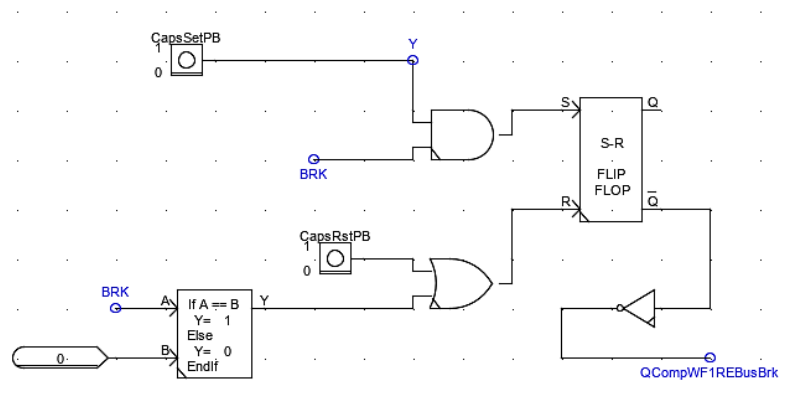 CapsSetPB
1
0
Y
BRK
S
Q
S-R
FLIP
FLOP
R
Q
CapsRstPB
1
0
BRK
A
If A == B
Y= 1
Else
Y= 0
EndIf
Y
B
0.
QCompWF1REBusBrk